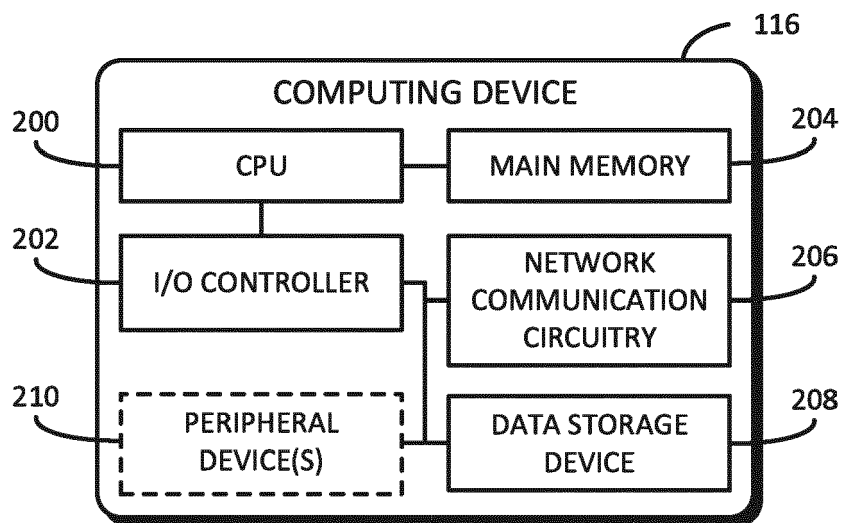 116
COMPUTING DEVICE
200
CPU
MAIN MEMORY
204
202
I/O CONTROLLER
NETWORK
COMMUNICATION
CIRCUITRY
206
210
PERIPHERAL
DEVICE(S)
DATA STORAGE
DEVICE
208